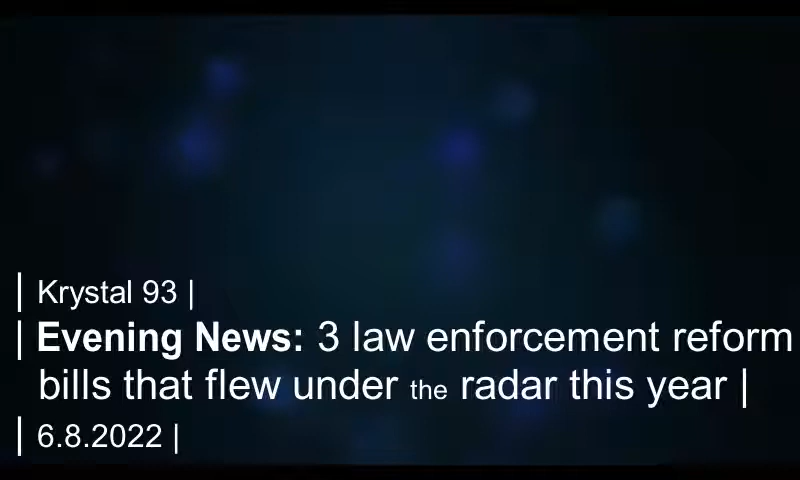 | Krystal 93 |
| Evening News: 3 law enforcement reform
bills that flew under the radar this year |
| 6.8.2022 |